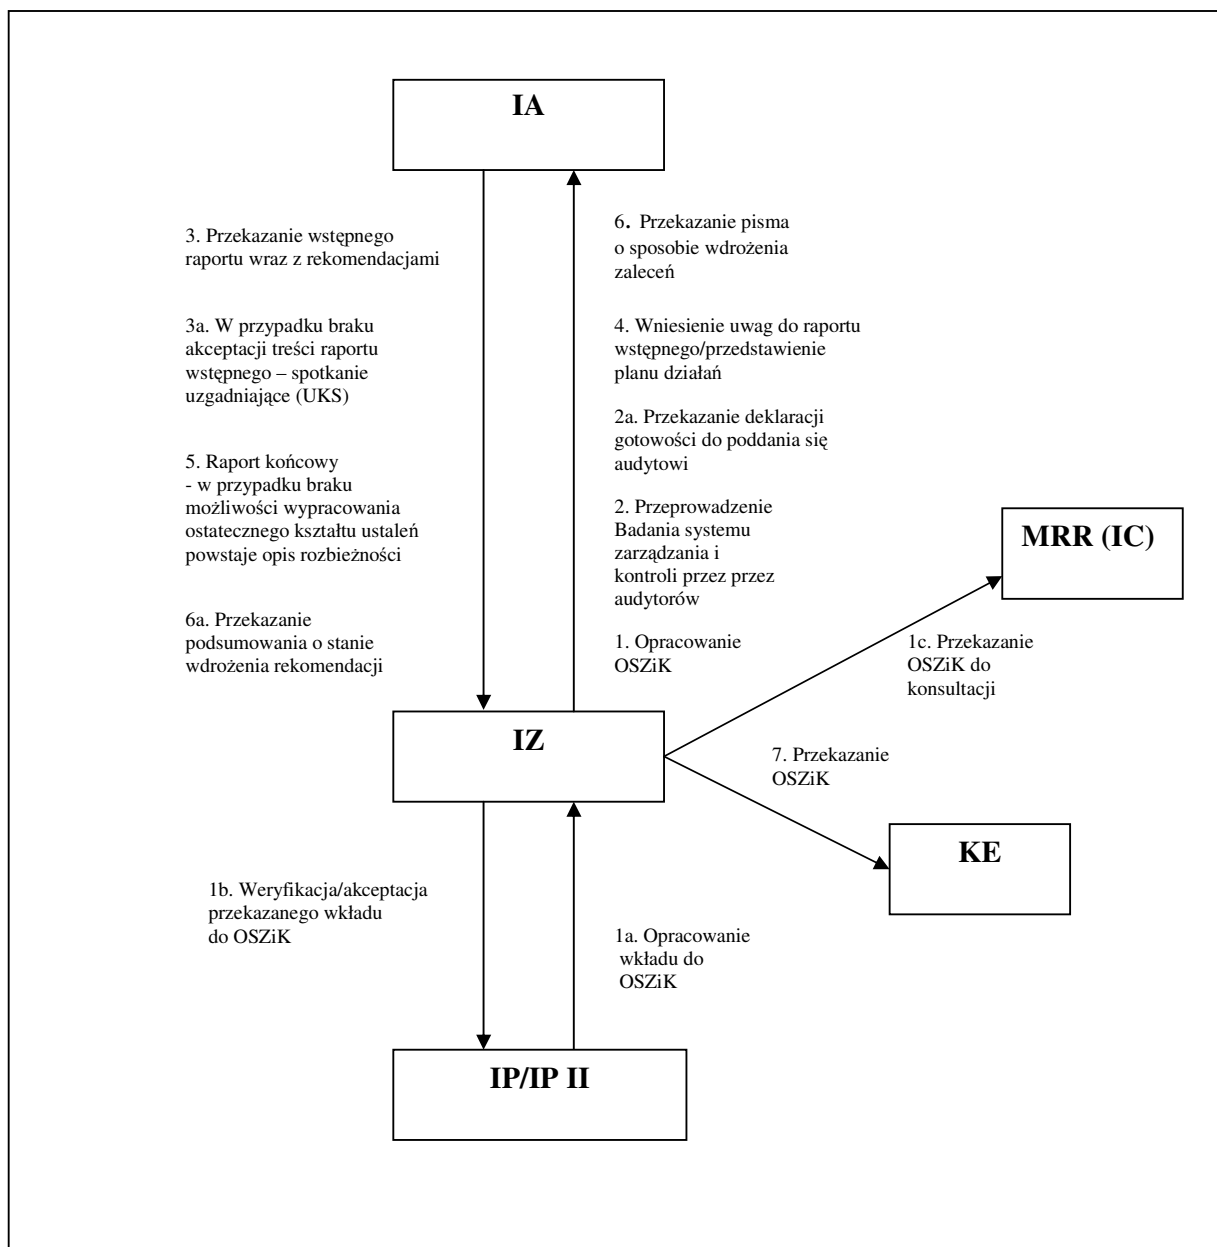 IA
3. Przekazanie wstępnego
raportu wraz z rekomendacjami
3a. W przypadku braku
akceptacji treści raportu
wstępnego – spotkanie
uzgadniające (UKS)
5. Raport końcowy
- w przypadku braku
możliwości wypracowania
ostatecznego kształtu ustaleń
powstaje opis rozbieżności
6a. Przekazanie
podsumowania o stanie
wdrożenia rekomendacji
6. Przekazanie pisma
o sposobie wdrożenia
zaleceń
4. Wniesienie uwag do raportu
wstępnego/przedstawienie
planu działań
2a. Przekazanie deklaracji
gotowości do poddania się
audytowi
2. Przeprowadzenie
Badania systemu
zarządzania i
kontroli przez przez
audytorów
1. Opracowanie
OSZiK
MRR (IC)
1c. Przekazanie
OSZiK do
konsultacji
IZ
7. Przekazanie
OSZiK
KE
1b. Weryfikacja/akceptacja
przekazanego wkładu
do OSZiK
1a. Opracowanie
wkładu do
OSZiK
IP/IP II